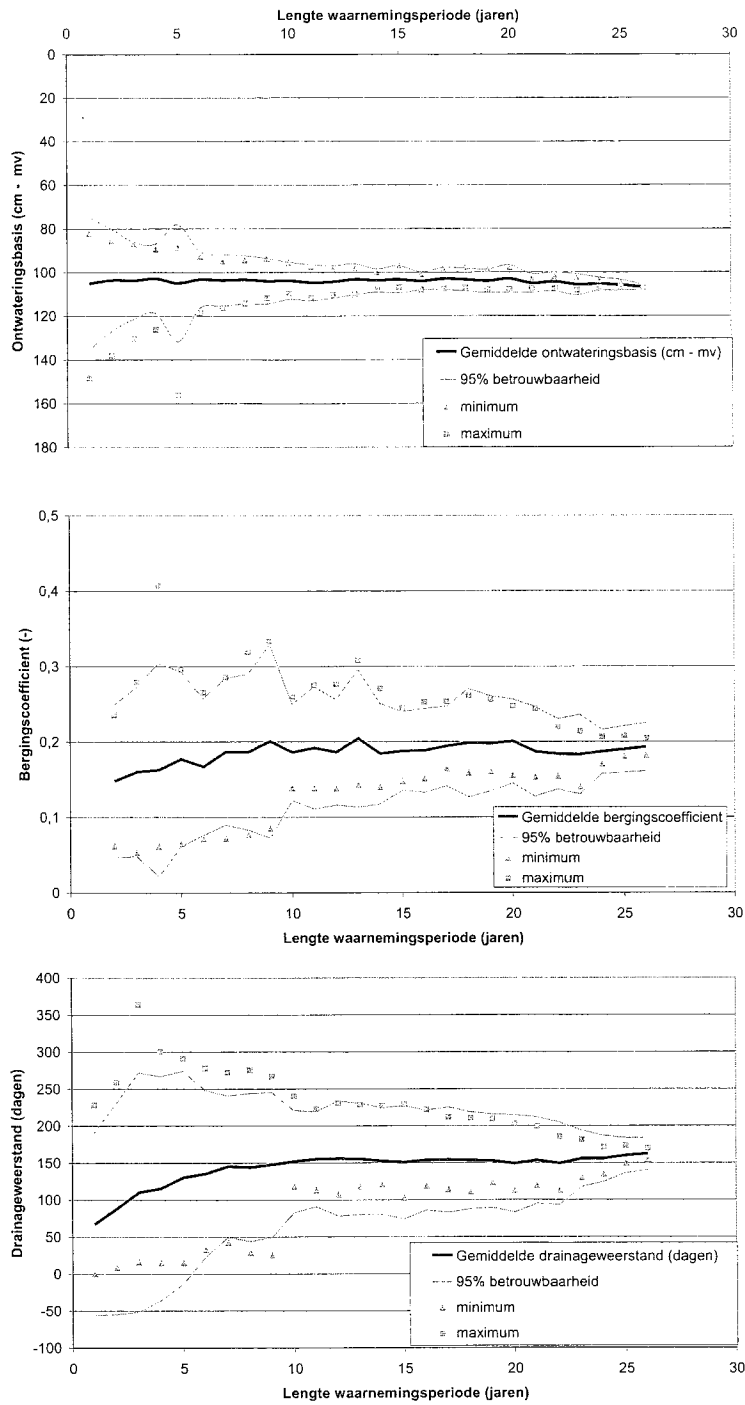 Lengte waarnemingsperiode (jaren)
0 5 10 15 20 25 30
0
20
40
60
80
100
120
140
160
180
Ontwateringsbasis (cm - mv)
Gemiddelde ontwateringsbasis (cm - mv)
95% betrouwbaarheid
minimum
maximum
0,5
0,4
0,3
0,2
0,1
0
Bergingscoefficient (-)
Gemiddelde bergingscoefficient
95% betrouwbaarheid
minimum
maximum
0 5 10 15 20 25 30
Lengte waarnemingsperiode (jaren)
400
350
300
250
200
150
100
50
0
-50
-100
Drainageweerstand (dagen)
Gemiddelde drainageweerstand (dagen)
95% betrouwbaarheid
minimum
maximum
0 5 10 15 20 25 30
Lengte waarnemingsperiode (jaren)